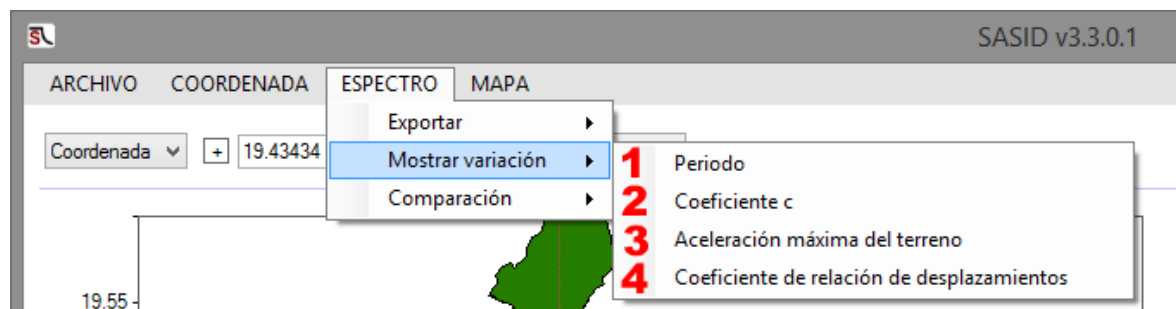 S
SASID v3.3.0.1
ARCHIVO COORDENADA ESPECTRO MAPA
Exportar
Coordenada + 19.43434
Mostrar variación
1 Periodo
Comparación
2 Coeficiente c
3 Aceleración máxima del terreno
4 Coeficiente de relación de desplazamientos
19.55